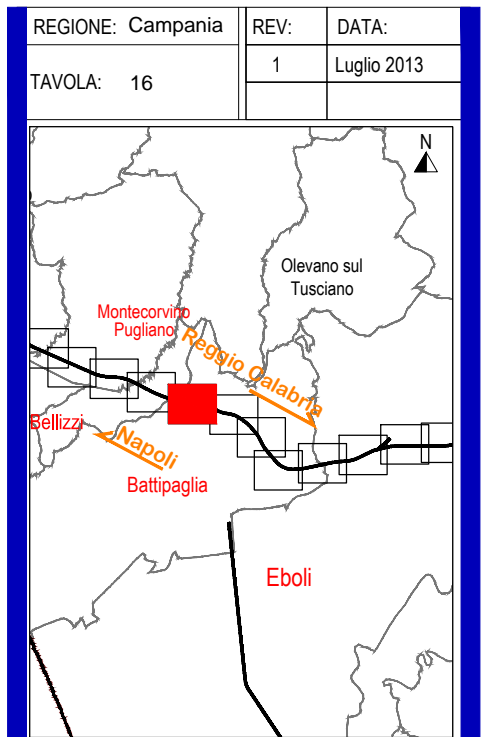 REGIONE: Campania
REV:
DATA:
1
Luglio 2013
TAVOLA: 16
N
Olevano sul
Tusciano
Montecorvino
Pugliano
Reggio Calabria
Bellizzi
Napoli
Battipaglia
Eboli